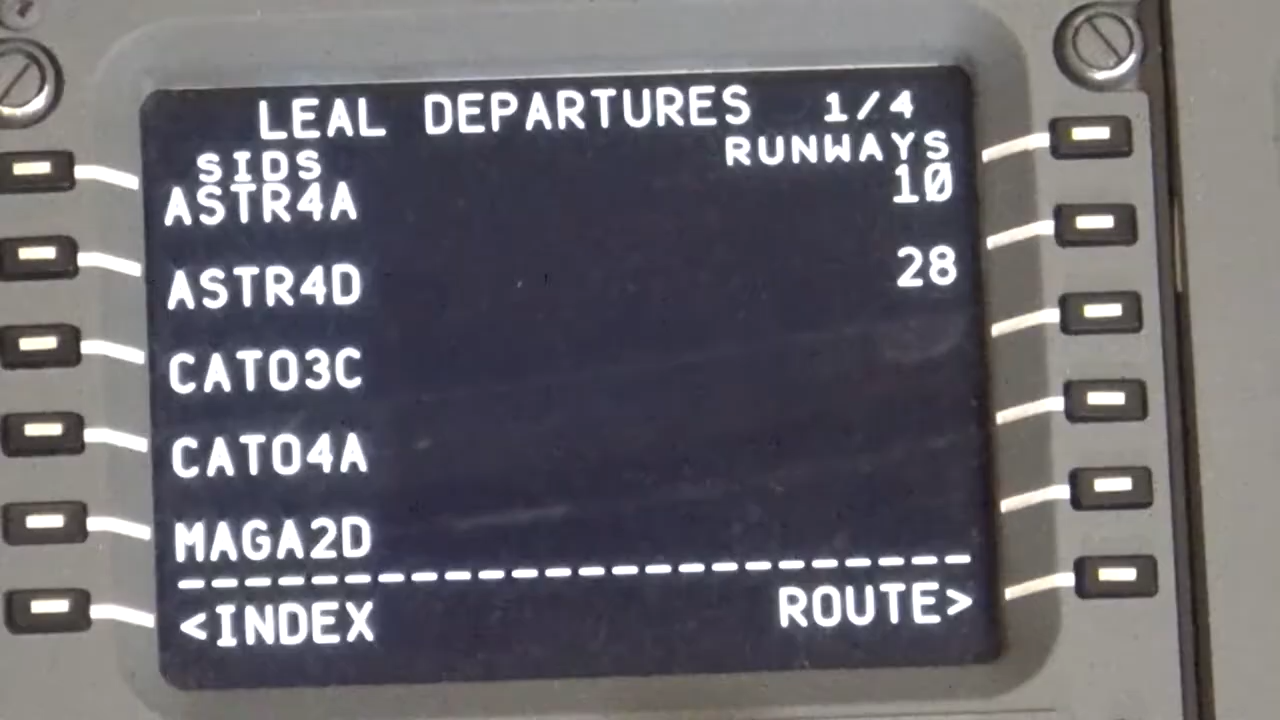 LEAL DEPARTURES 1/4
SIDS RUNWAYS
ASTR4A 10
ASTR4D 28
CATO3C
CATO4A
MAGA2D
<INDEX ROUTE>